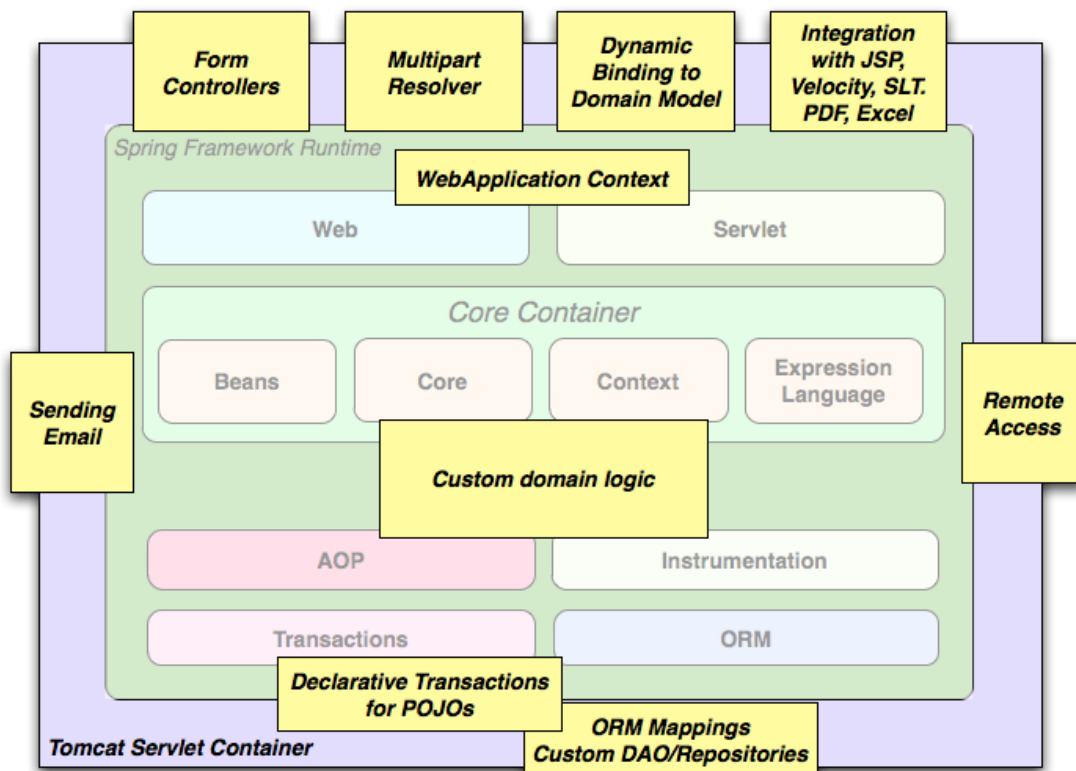 Form
Controllers
Multipart
Resolver
Dynamic
Binding to
Domain Model
Integration
with JSP,
Velocity, SLT.
PDF, Excel
Spring Framework Runtime
WebApplication Context
Web
Servlet
Core Container
Beans
Core
Context
Expression
Language
Sending
Email
Remote
Access
Custom domain logic
AOP
Instrumentation
Transactions
ORM
Declarative Transactions
for POJOs
ORM Mappings
Custom DAO/Repositories
Tomcat Servlet Container